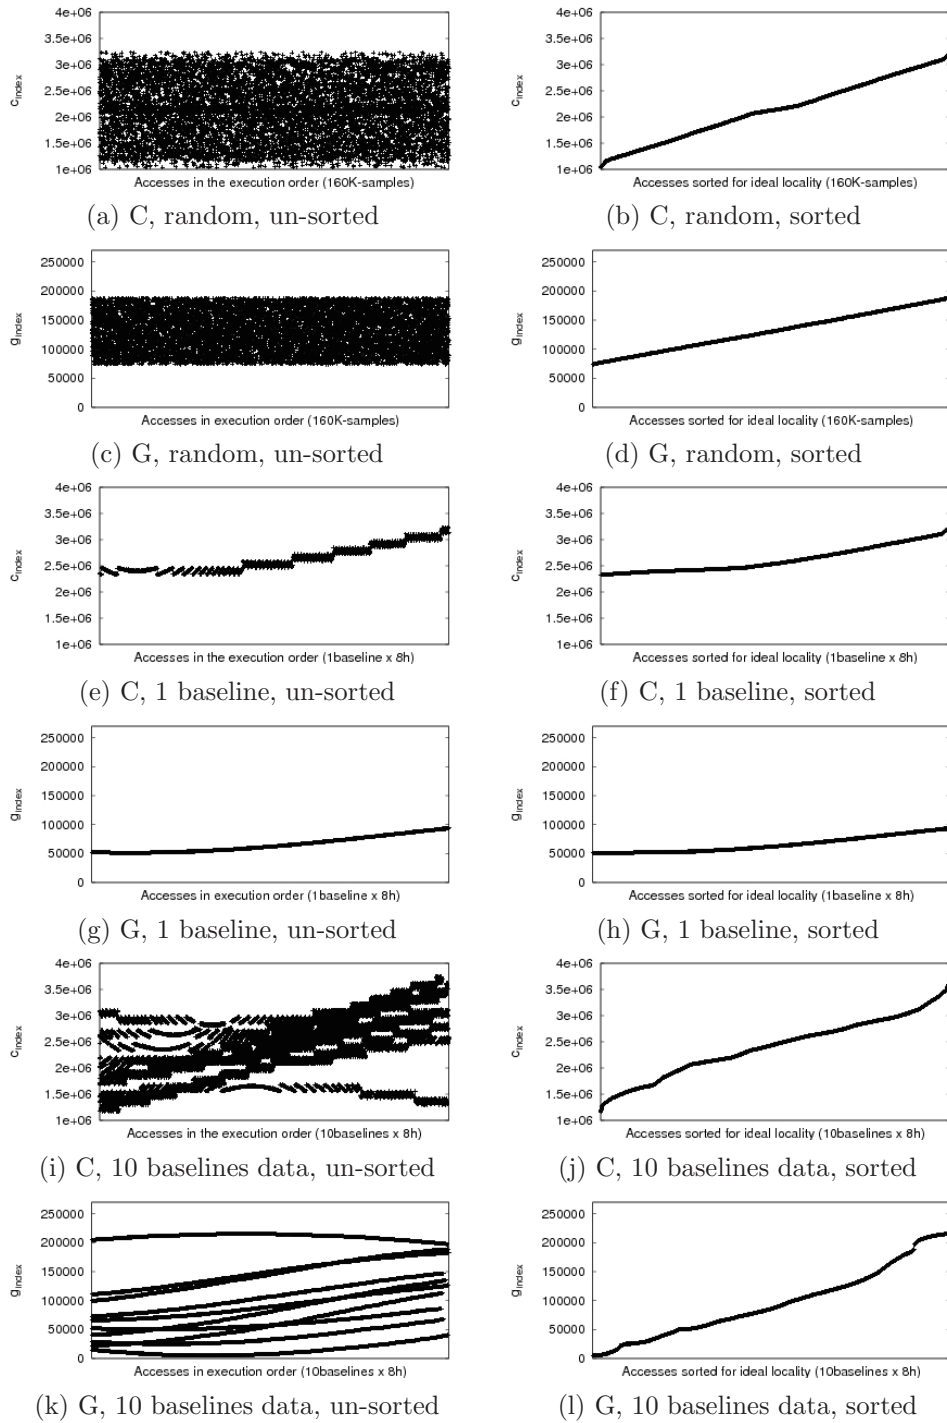 4e+06
3.5e+06
3e+06
2.5e+06
2e+06
1.5e+06
1e+06
c_index
Accesses in the execution order (160K-samples)
(a) C, random, un-sorted
4e+06
3.5e+06
3e+06
2.5e+06
2e+06
1.5e+06
1e+06
c_index
Accesses sorted for ideal locality (160K-samples)
(b) C, random, sorted
250000
200000
150000
100000
50000
0
g_index
Accesses in execution order (160K-samples)
(c) G, random, un-sorted
250000
200000
150000
100000
50000
0
g_index
Accesses sorted for ideal locality (160K-samples)
(d) G, random, sorted
4e+06
3.5e+06
3e+06
2.5e+06
2e+06
1.5e+06
1e+06
c_index
Accesses in the execution order (1baseline x 8h)
(e) C, 1 baseline, un-sorted
4e+06
3.5e+06
3e+06
2.5e+06
2e+06
1.5e+06
1e+06
c_index
Accesses sorted for ideal locality (1baseline x 8h)
(f) C, 1 baseline, sorted
250000
200000
150000
100000
50000
0
g_index
Accesses in execution order (1baseline x 8h)
(g) G, 1 baseline, un-sorted
250000
200000
150000
100000
50000
0
g_index
Accesses sorted for ideal locality (1baseline x 8h)
(h) G, 1 baseline, sorted
4e+06
3.5e+06
3e+06
2.5e+06
2e+06
1.5e+06
1e+06
c_index
Accesses in the execution order (10baselines x 8h)
(i) C, 10 baselines data, un-sorted
4e+06
3.5e+06
3e+06
2.5e+06
2e+06
1.5e+06
1e+06
c_index
Accesses sorted for ideal locality (10baselines x 8h)
(j) C, 10 baselines data, sorted
250000
200000
150000
100000
50000
0
g_index
Accesses in execution order (10baselines x 8h)
(k) G, 10 baselines data, un-sorted
250000
200000
150000
100000
50000
0
g_index
Accesses sorted for ideal locality (10baselines x 8h)
(l) G, 10 baselines data, sorted